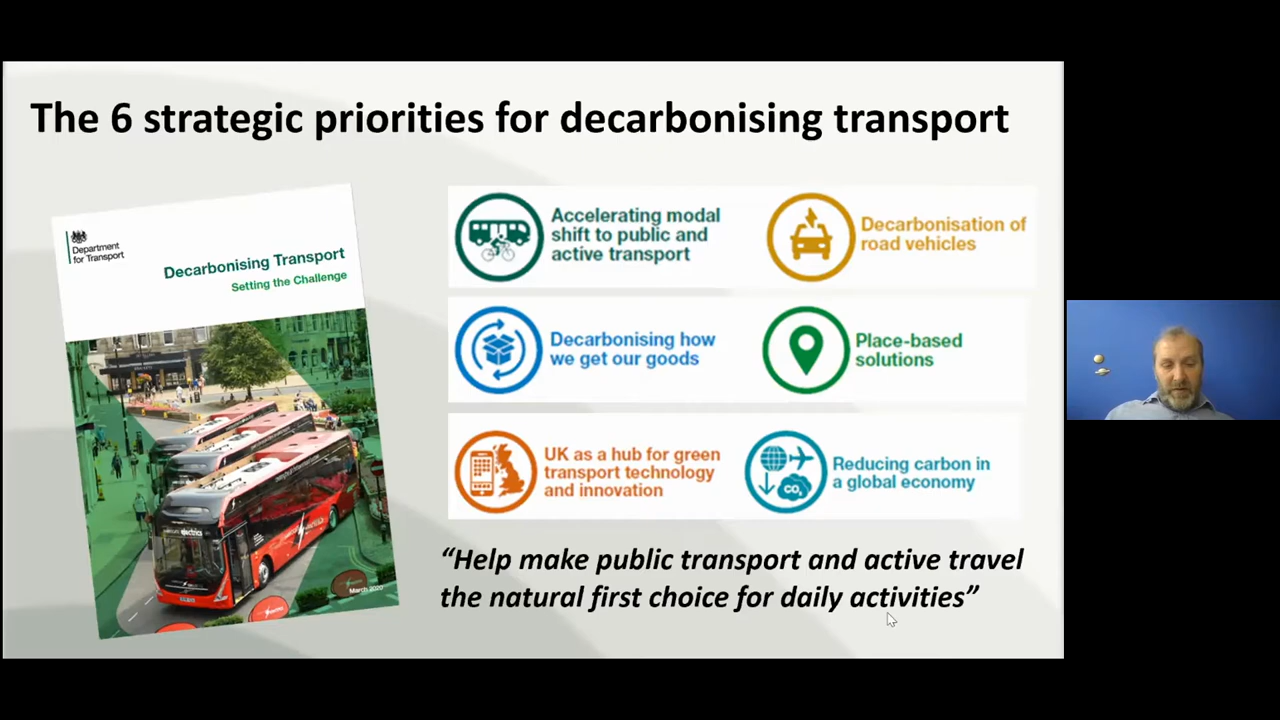 The 6 strategic priorities for decarbonising transport
Department
for Transport
Decarbonising Transport
Setting the Challenge
March 2020
Accelerating modal
shift to public and
active transport
Decarbonisation of
road vehicles
Decarbonising how
we get our goods
Place-based
solutions
UK as a hub for green
transport technology
and innovation
CO₂
Reducing carbon in
a global economy
“Help make public transport and active travel
the natural first choice for daily activities”